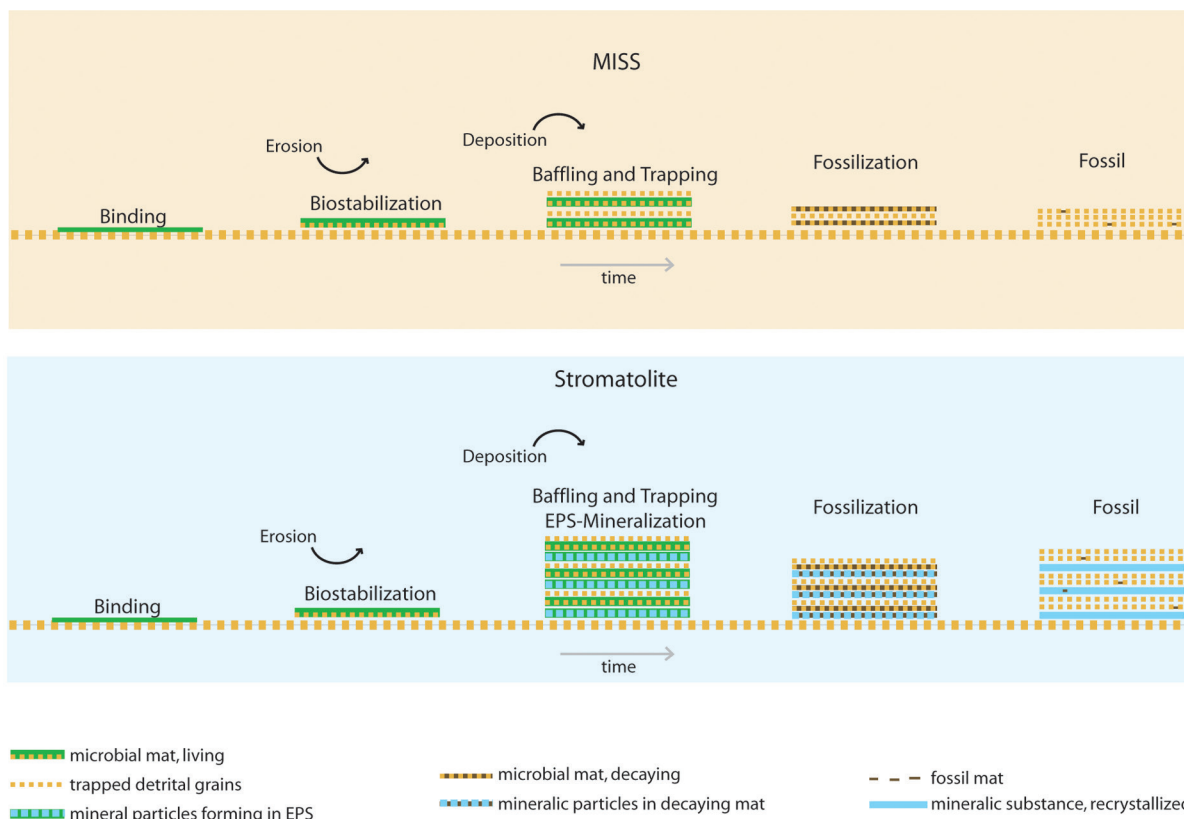 MISS
Deposition
Erosion
Baffling and Trapping
Fossilization
Fossil
Biostabilization
Binding
time
Stromatolite
Deposition
Baffling and Trapping
EPS-Mineralization
Fossilization
Fossil
Erosion
Biostabilization
Binding
time
microbial mat, living
trapped detrital grains
mineral particles forming in EPS
microbial mat, decaying
mineralic particles in decaying mat
fossil mat
mineralic substance, recrystallized